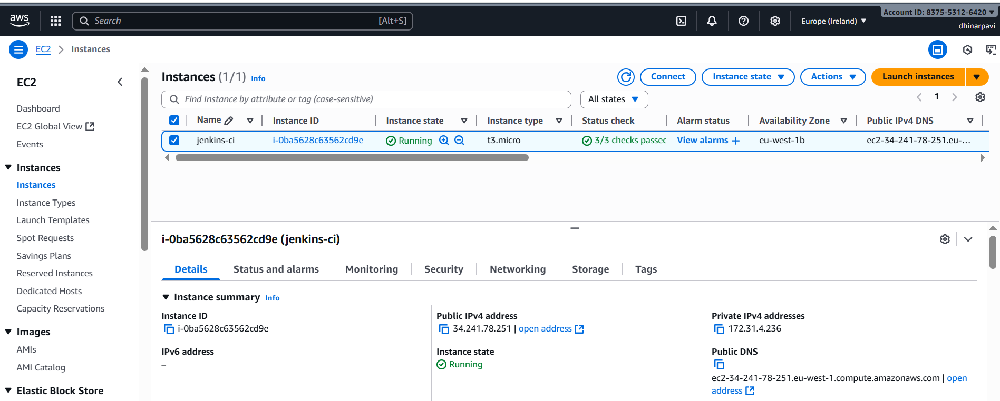 aws
Search [Alt+S]
Europe (Ireland)
Account ID: 8375-5312-6420
dhinarpavi
EC2 > Instances
EC2
Dashboard
EC2 Global View
Events
Instances
Instances
Instance Types
Launch Templates
Spot Requests
Savings Plans
Reserved Instances
Dedicated Hosts
Capacity Reservations
Images
AMIs
AMI Catalog
Elastic Block Store
Instances (1/1) Info
Connect
Instance state
Actions
Launch instances
Find Instance by attribute or tag (case-sensitive)
All states
1
Name Instance ID Instance state Instance type Status check Alarm status Availability Zone Public IPv4 DNS
jenkins-ci i-0ba5628c63562cd9e Running t3.micro 3/3 checks passed View alarms + eu-west-1b ec2-34-241-78-251.eu-...
i-0ba5628c63562cd9e (jenkins-ci)
Details Status and alarms Monitoring Security Networking Storage Tags
Instance summary Info
Instance ID
i-0ba5628c63562cd9e
Public IPv4 address
34.241.78.251 | open address
Private IPv4 addresses
172.31.4.236
IPv6 address
–
Instance state
Running
Public DNS
ec2-34-241-78-251.eu-west-1.compute.amazonaws.com | open
address